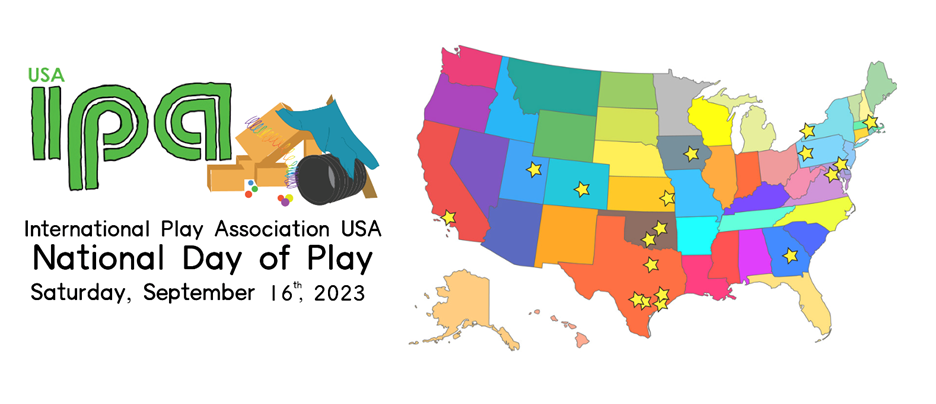 USA
ipa
International Play Association USA
National Day of Play
Saturday, September 16th, 2023